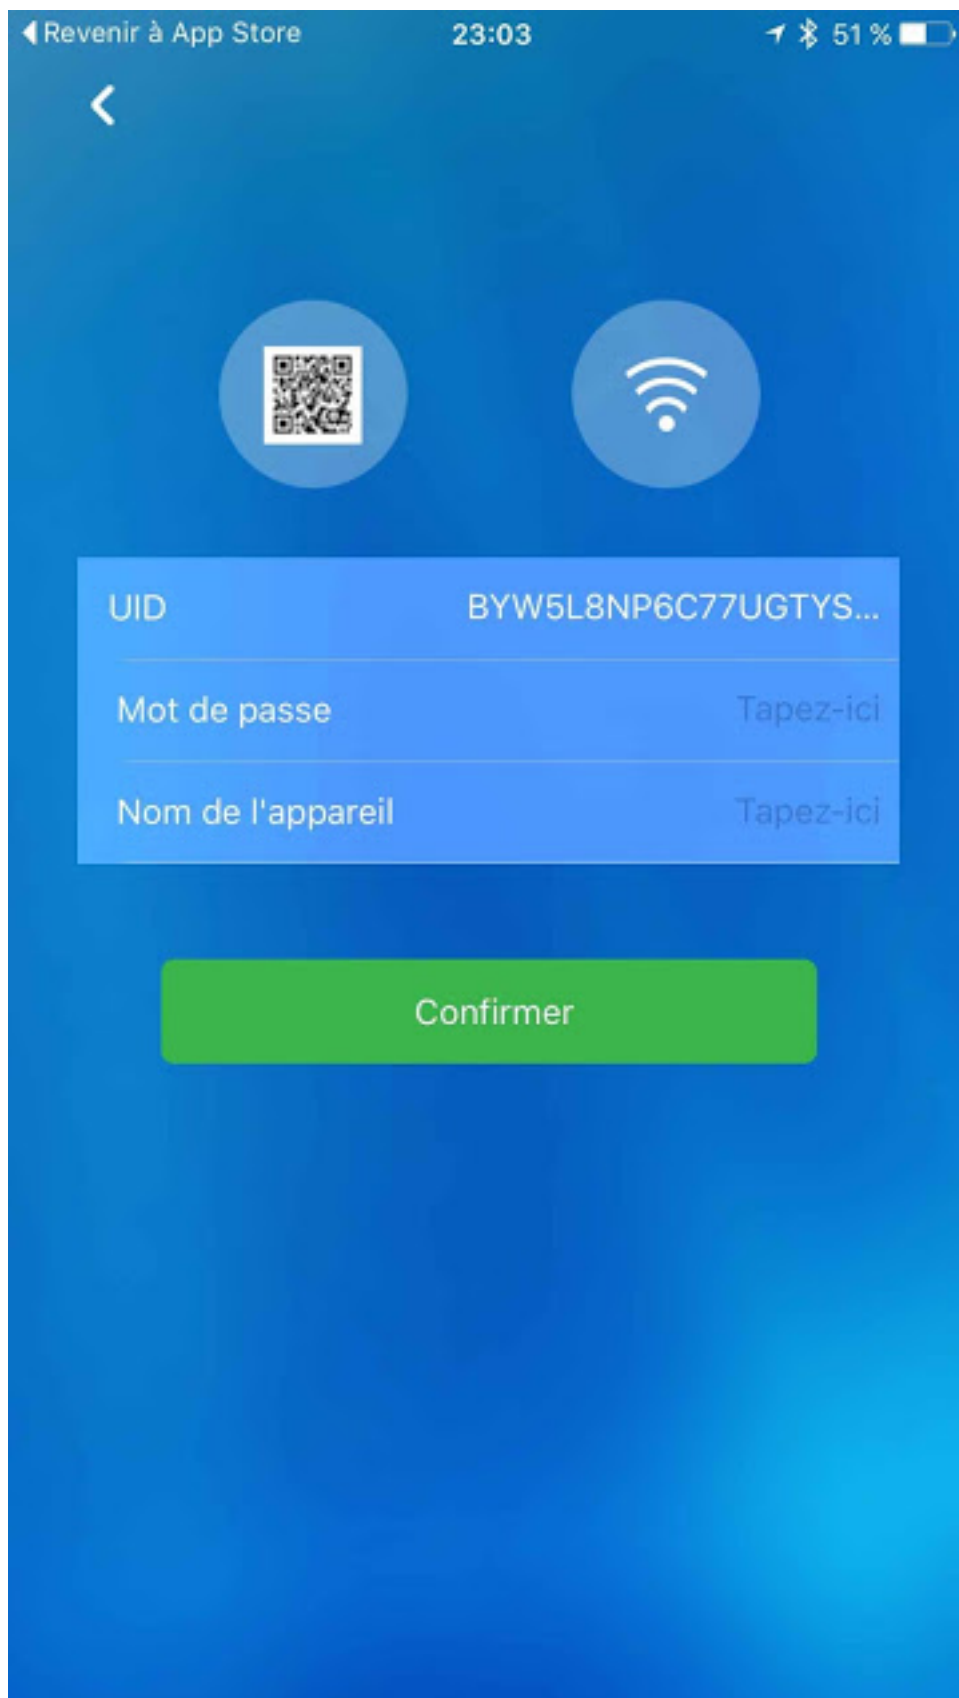 Revenir à App Store 23:03 51 %
UID BYW5L8NP6C77UGTYS...
Mot de passe Tapez-ici
Nom de l'appareil Tapez-ici
Confirmer